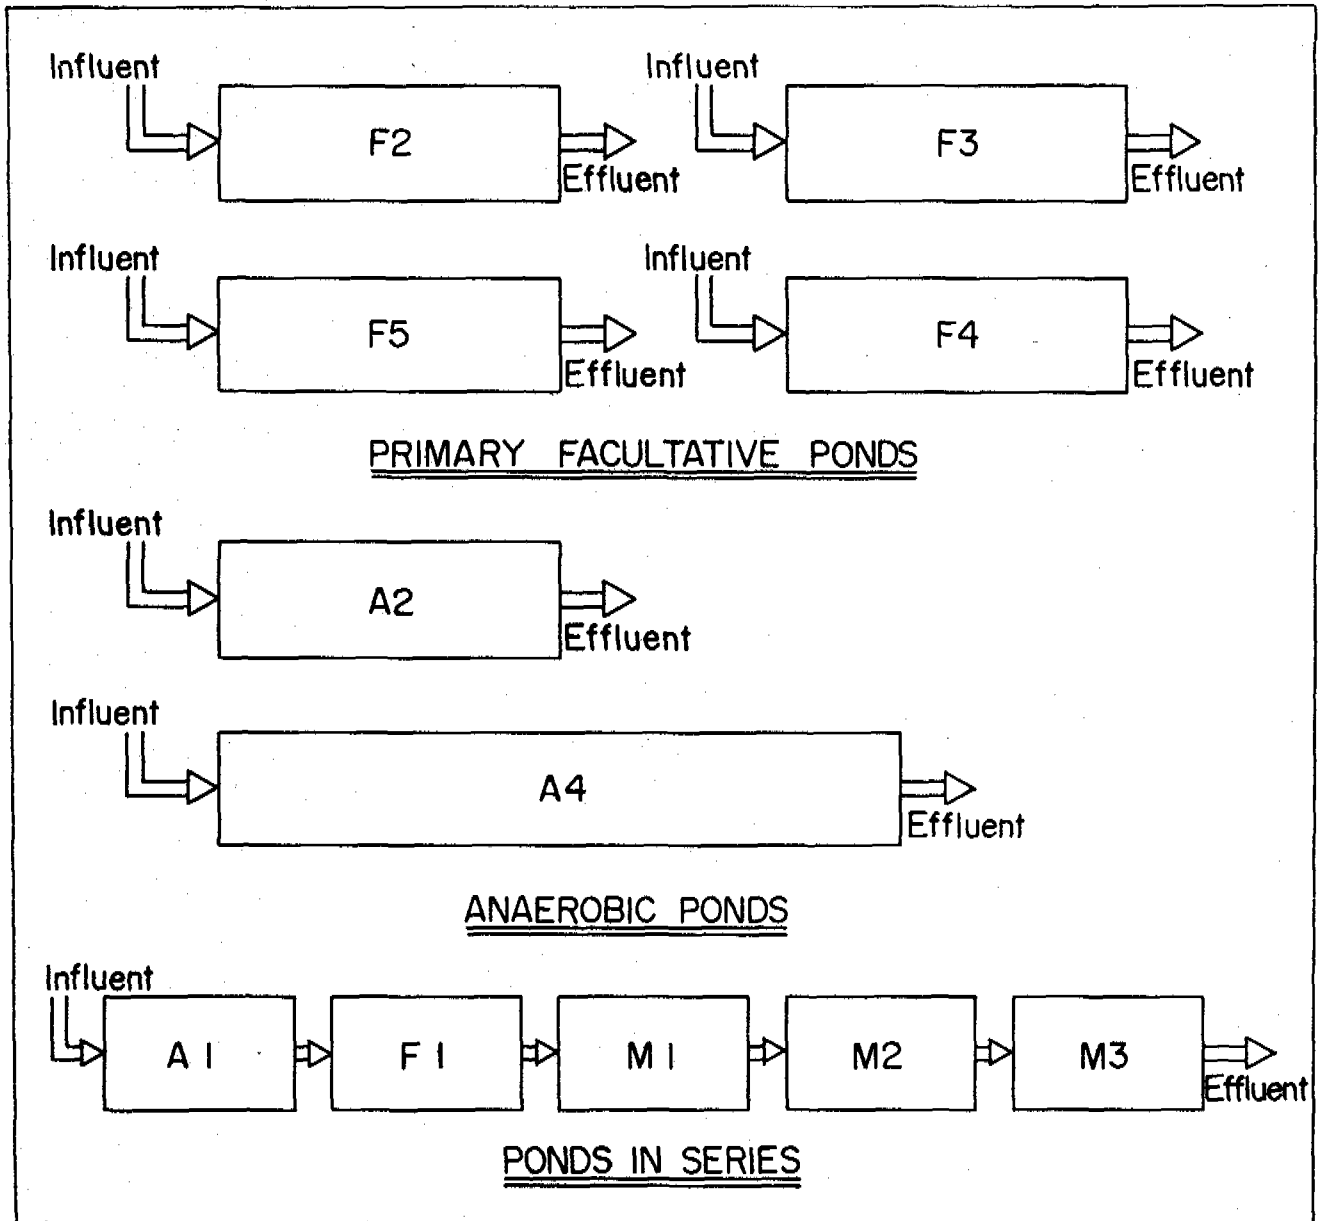 Influent Influent
F2 F3
Effluent Effluent
Influent Influent
F5 F4
Effluent Effluent
PRIMARY FACULTATIVE PONDS
Influent
A2
Effluent
Influent
A4
Effluent
ANAEROBIC PONDS
Influent
A1 F1 M1 M2 M3
Effluent
PONDS IN SERIES